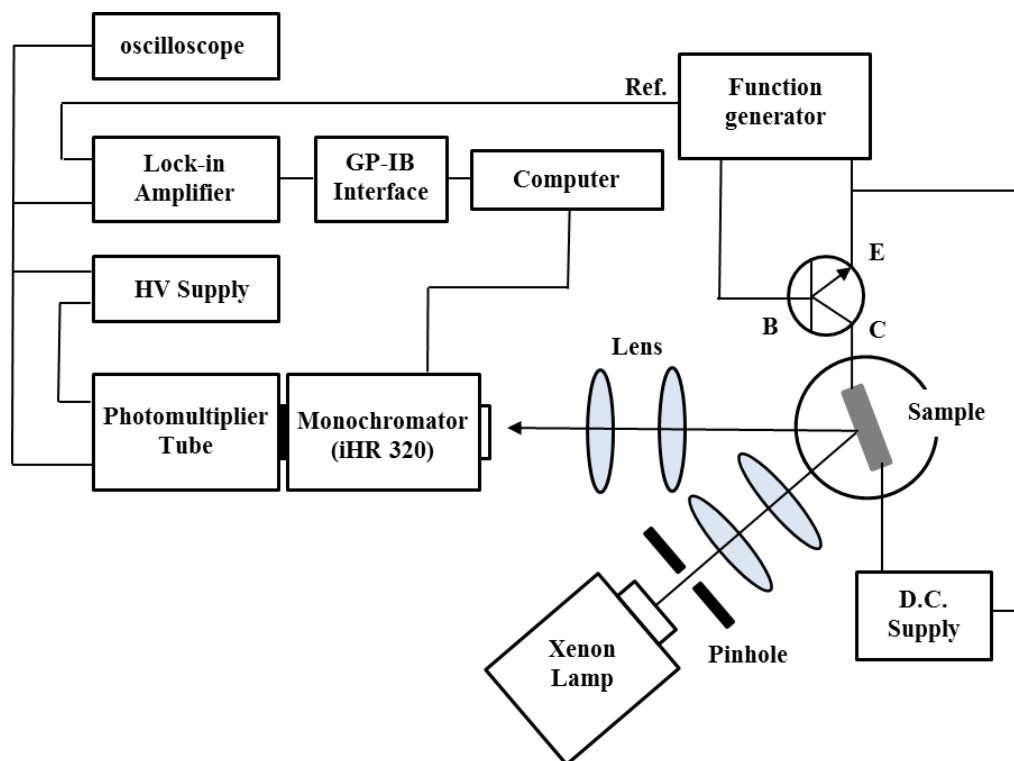 oscilloscope
Ref.
Function
generator
Lock-in
Amplifier
GP-IB
Interface
Computer
HV Supply
E
B
C
Lens
Sample
Photomultiplier
Tube
Monochromator
(iHR 320)
D.C.
Supply
Pinhole
Xenon
Lamp